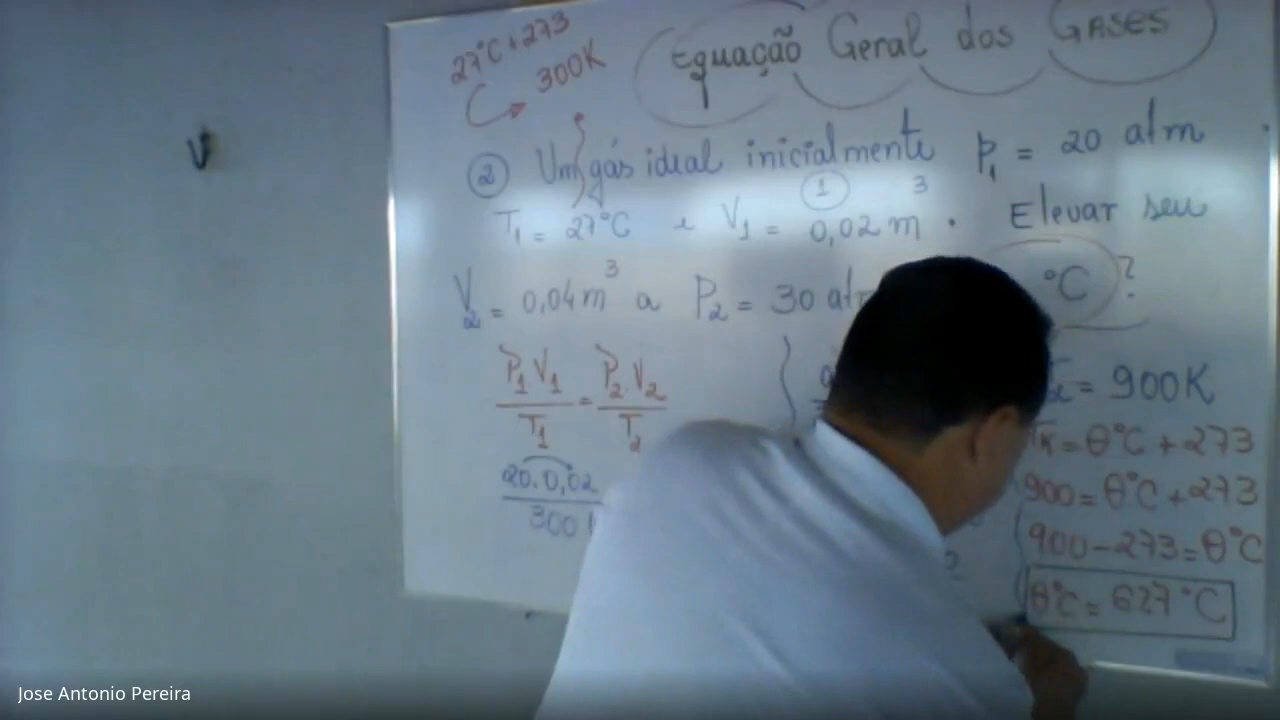 27°C + 273
300K
Equação Geral dos GASES
② Um gás ideal inicialmente P₁ = 20 atm
T₁ = 27°C e V₁ = 0,02 m³ . Elevar seu
①
V₂ = 0,04 m³ a P₂ = 30 atm °C ?
P₁ V₁ / T₁ = P₂ . V₂ / T₂
20 . 0,02 / 300
= 900K
TK = θ°C + 273
900 = θ°C + 273
900 - 273 = θ°C
θ°C = 627 °C
Jose Antonio Pereira